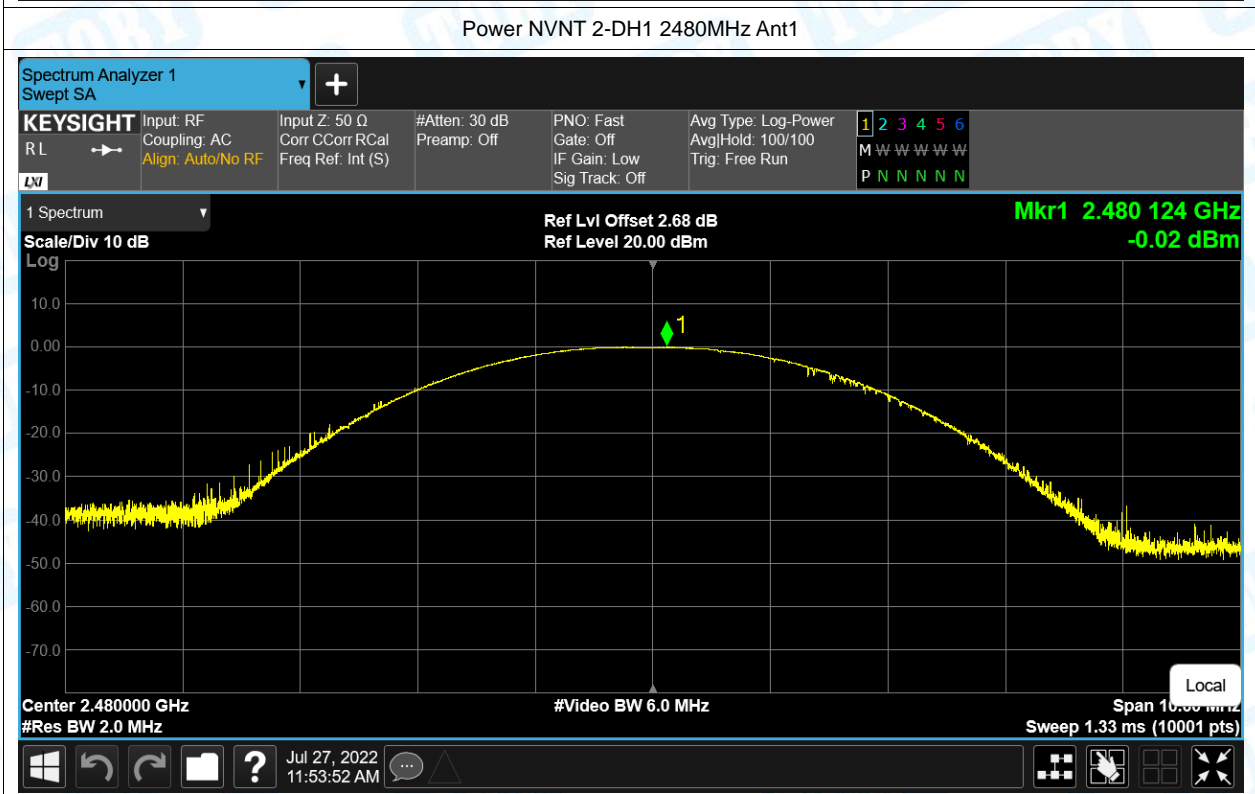 Power NVNT 2-DH1 2480MHz Ant1
Spectrum Analyzer 1
Swept SA
+
KEYSIGHT
R L
LXI
Input: RF
Coupling: AC
Align: Auto/No RF
Input Z: 50 Ω
Corr CCorr RCal
Freq Ref: Int (S)
#Atten: 30 dB
Preamp: Off
PNO: Fast
Gate: Off
IF Gain: Low
Sig Track: Off
Avg Type: Log-Power
Avg|Hold: 100/100
Trig: Free Run
1 2 3 4 5 6
M W W W W W
P N N N N N
1 Spectrum
Scale/Div 10 dB
Ref Lvl Offset 2.68 dB
Ref Level 20.00 dBm
Mkr1 2.480 124 GHz
-0.02 dBm
Log
10.0
0.00
-10.0
-20.0
-30.0
-40.0
-50.0
-60.0
-70.0
1
Local
Center 2.480000 GHz
#Video BW 6.0 MHz
Span 10.00 MHz
#Res BW 2.0 MHz
Sweep 1.33 ms (10001 pts)
?
Jul 27, 2022
11:53:52 AM